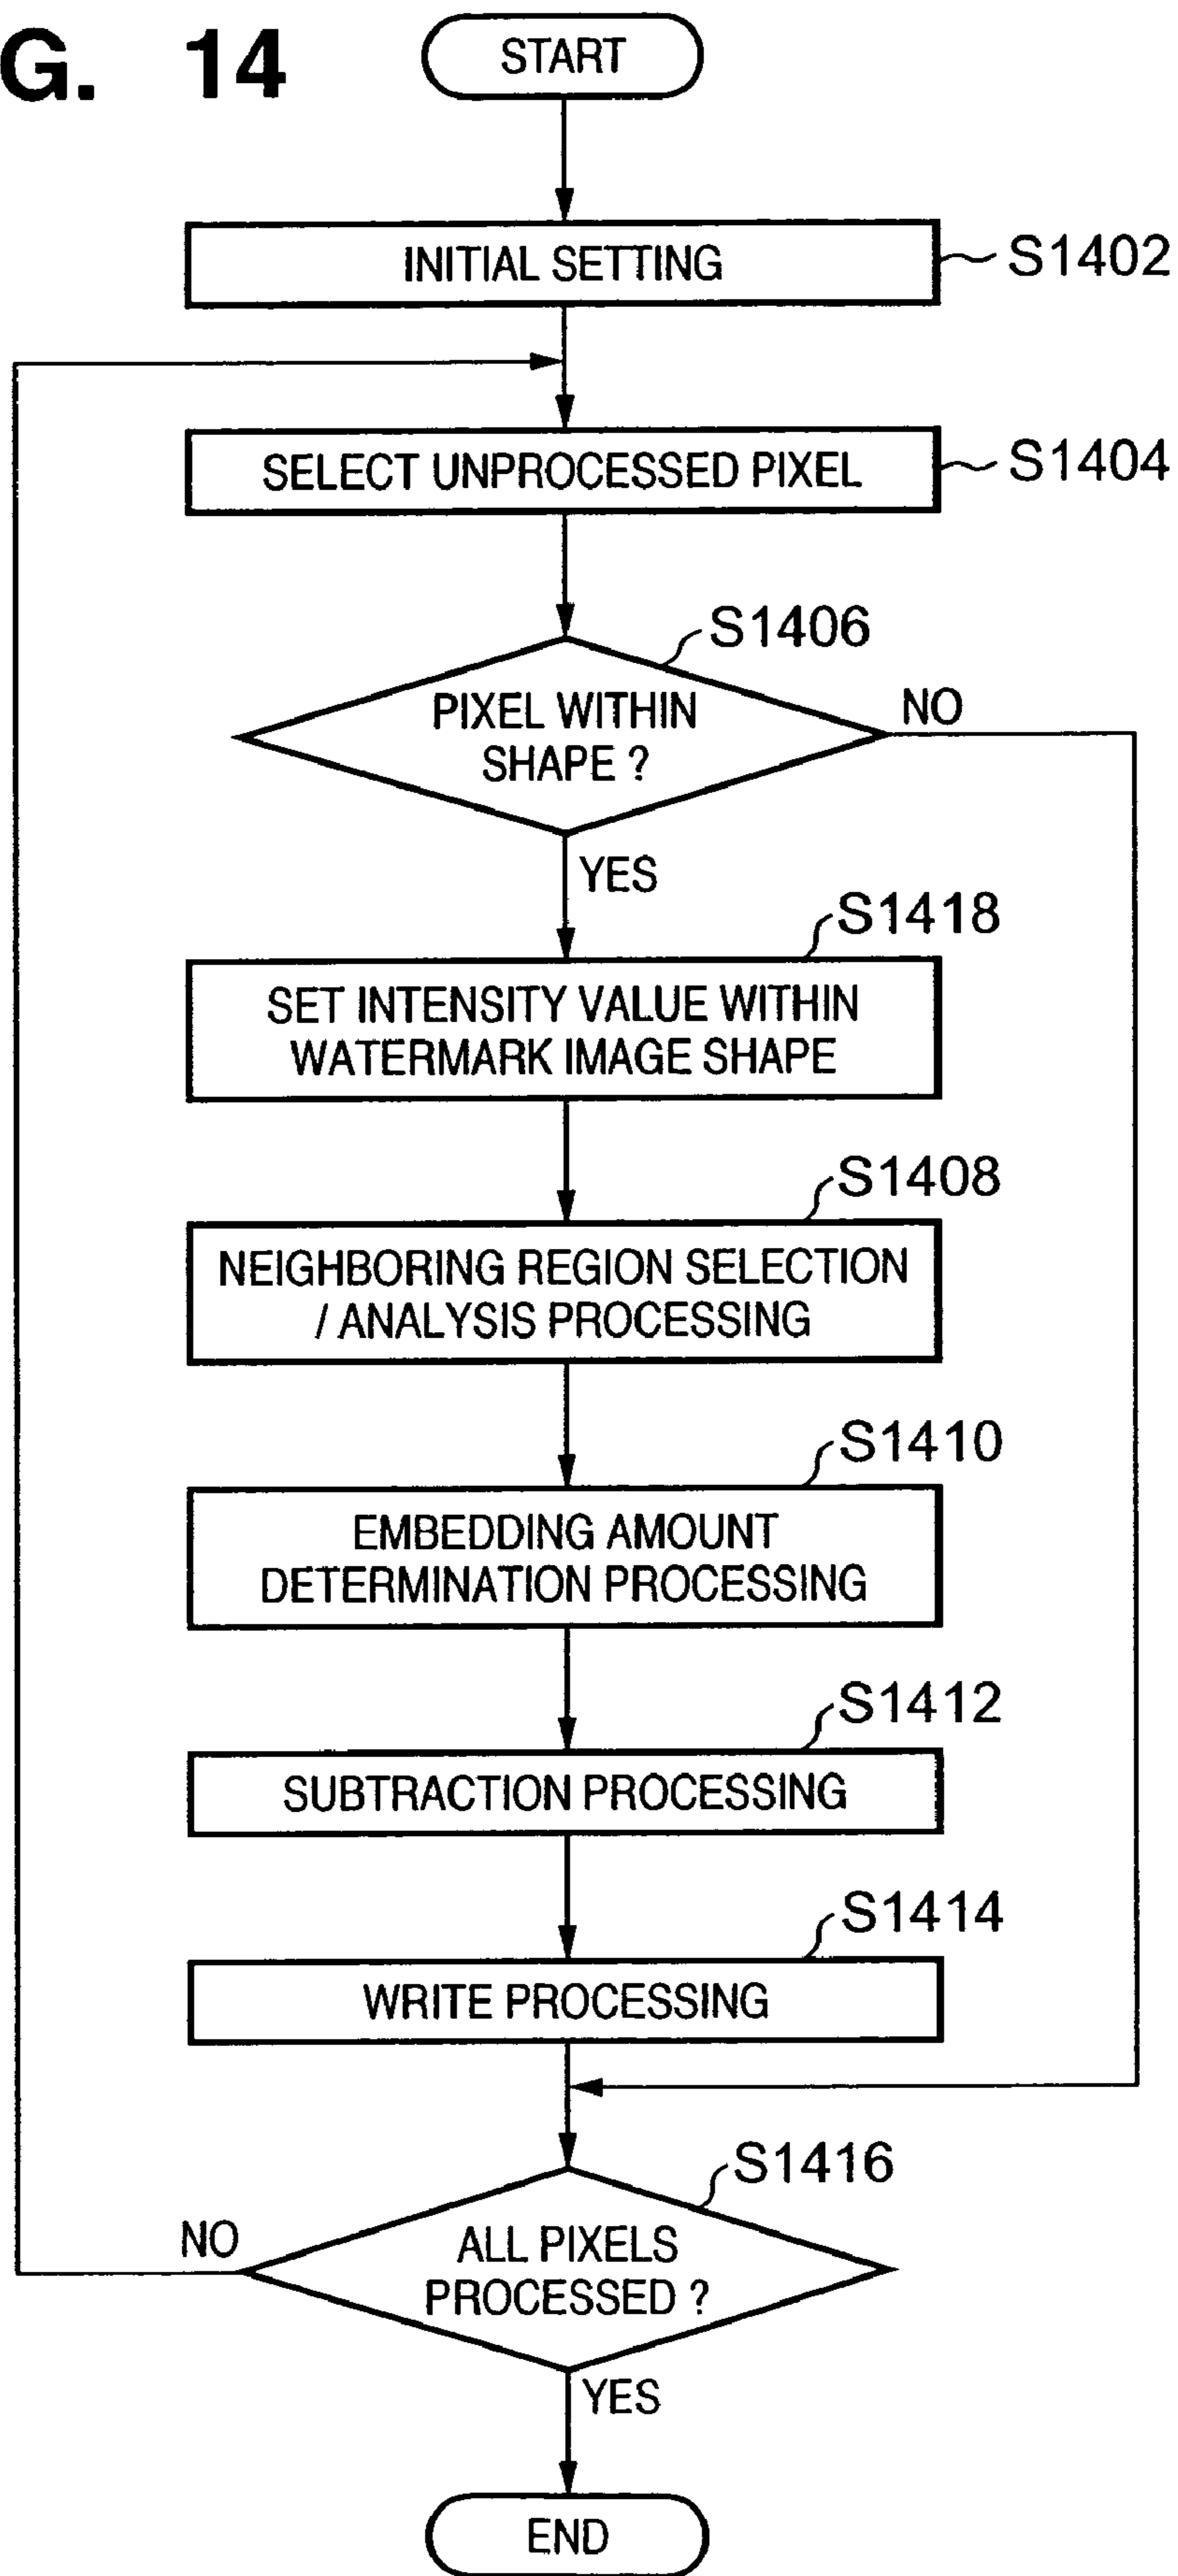 G. 14
START
INITIAL SETTING
S1402
SELECT UNPROCESSED PIXEL
S1404
S1406
PIXEL WITHIN
SHAPE ?
NO
YES
S1418
SET INTENSITY VALUE WITHIN
WATERMARK IMAGE SHAPE
S1408
NEIGHBORING REGION SELECTION
/ ANALYSIS PROCESSING
S1410
EMBEDDING AMOUNT
DETERMINATION PROCESSING
S1412
SUBTRACTION PROCESSING
S1414
WRITE PROCESSING
S1416
NO
ALL PIXELS
PROCESSED ?
YES
END